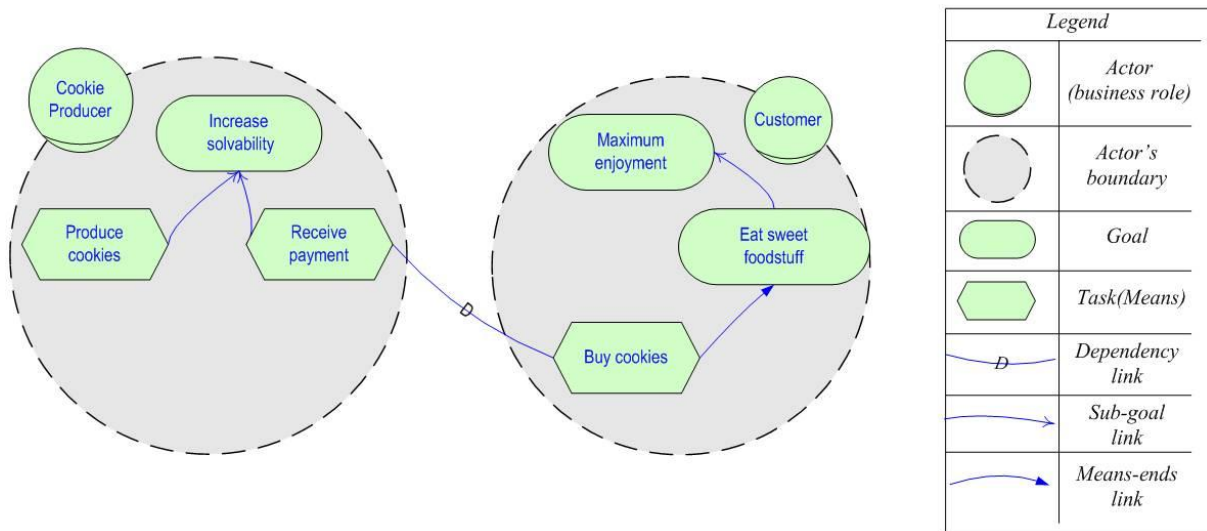 Cookie
Producer
Increase
solvability
Produce
cookies
Receive
payment
D
Maximum
enjoyment
Customer
Eat sweet
foodstuff
Buy cookies
Legend
Actor
(business role)
Actor's
boundary
Goal
Task(Means)
D
Dependency
link
Sub-goal
link
Means-ends
link